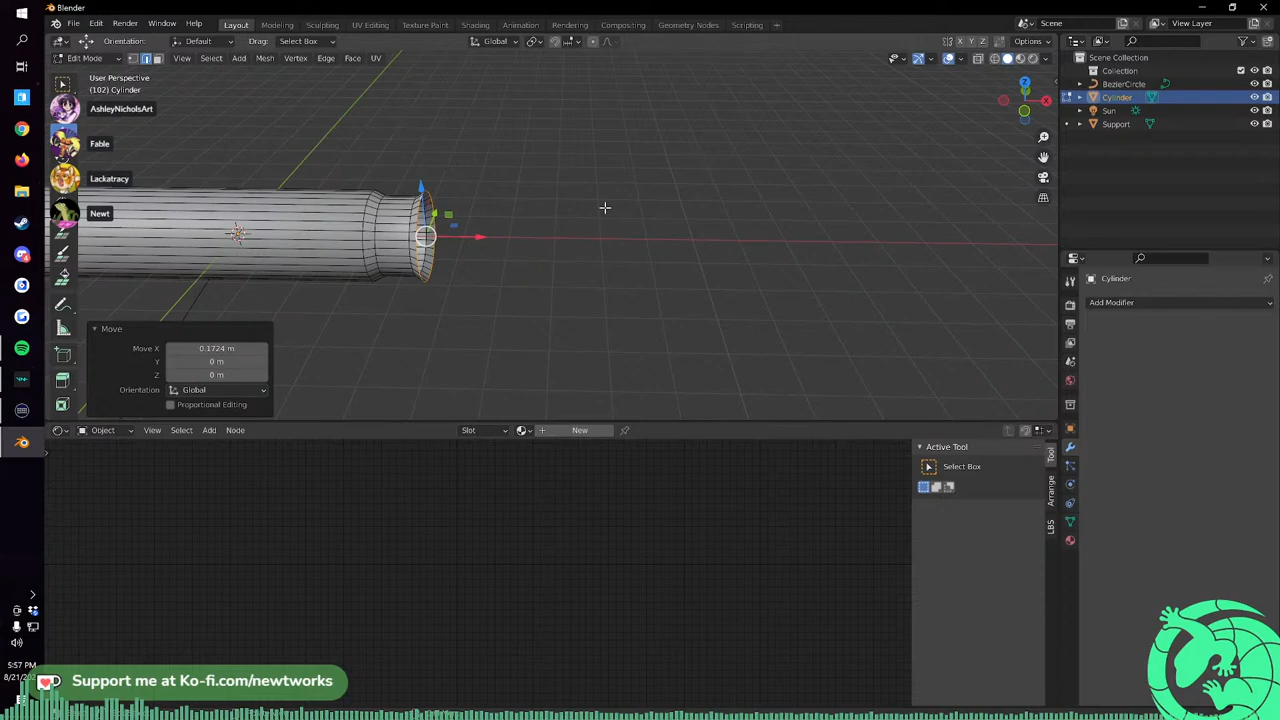 Blender
File Edit Render Window Help
Layout Modeling Sculpting UV Editing Texture Paint Shading Animation Rendering Compositing Geometry Nodes Scripting +
Scene
View Layer
Orientation: Default Drag: Select Box Global
X Y Z Options
Edit Mode View Select Add Mesh Vertex Edge Face UV
User Perspective
(102) Cylinder
AshleyNicholsArt
Fable
Lackatracy
Newt
Z
X
Scene Collection
Collection
BezierCircle
Cylinder
Sun
Support
Cylinder
Add Modifier
Move
Move X 0.1724 m
Y 0 m
Z 0 m
Orientation Global
Proportional Editing
Object View Select Add Node Slot New
Active Tool
Select Box
Tool
Arrange
LBS
5:57 PM
Support me at Ko-fi.com/newtworks